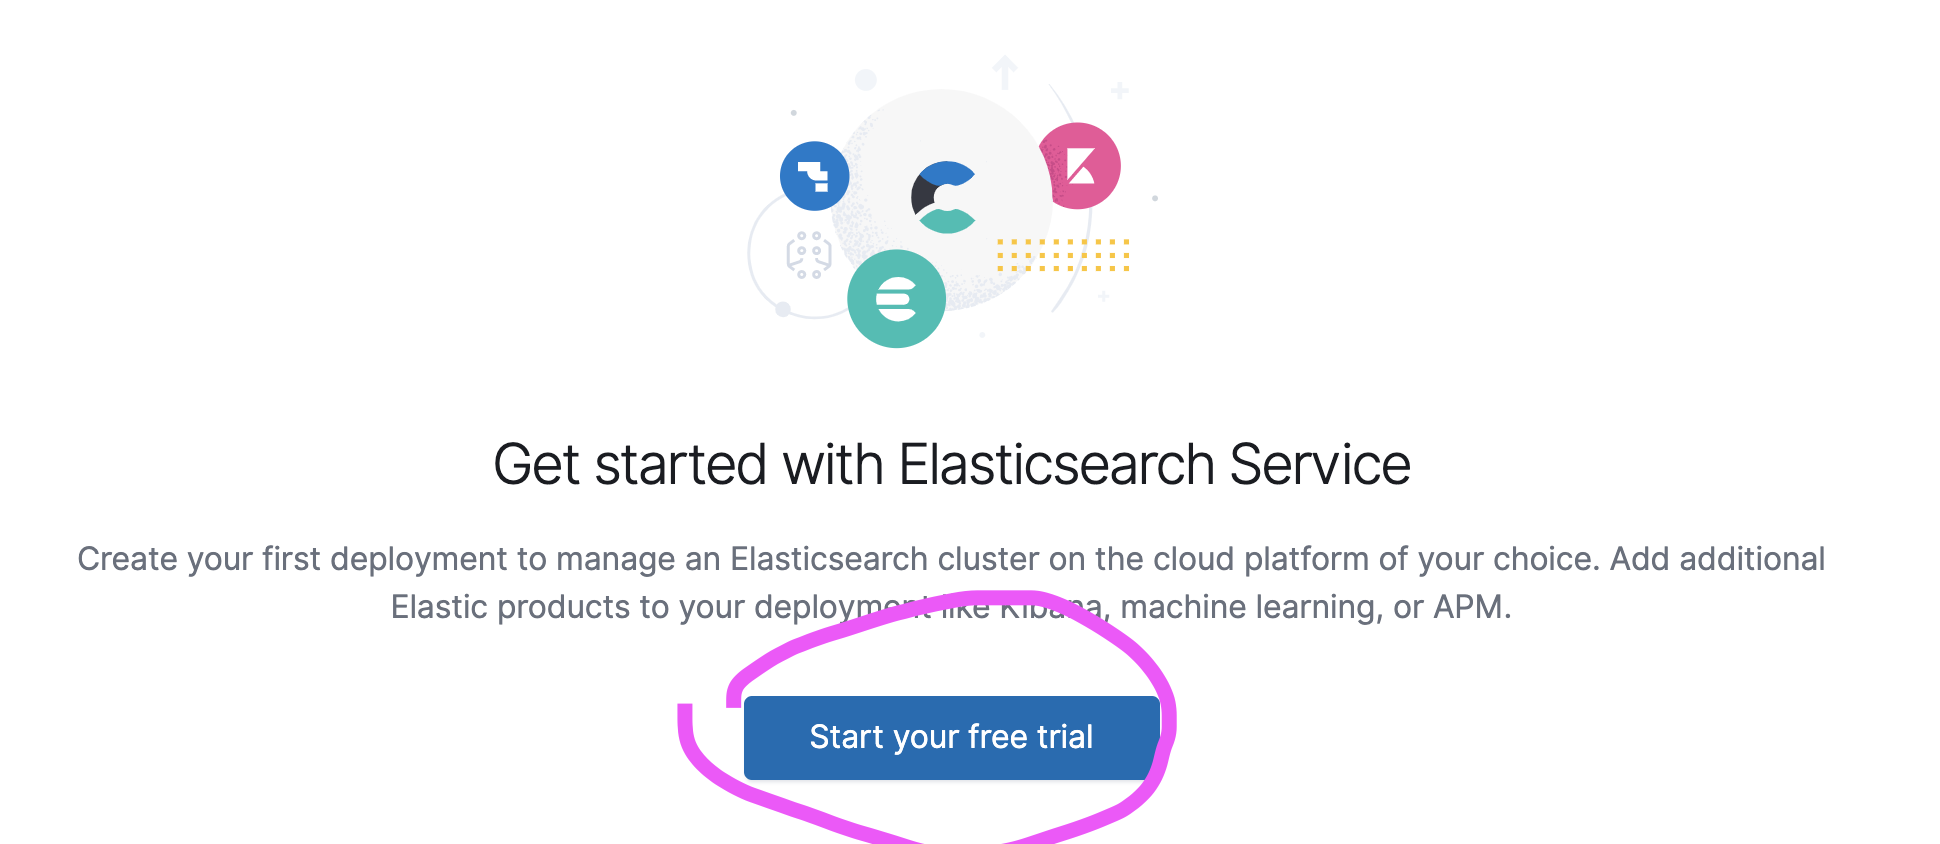 Get started with Elasticsearch Service
Create your first deployment to manage an Elasticsearch cluster on the cloud platform of your choice. Add additional
Elastic products to your deployment like Kibana, machine learning, or APM.
Start your free trial